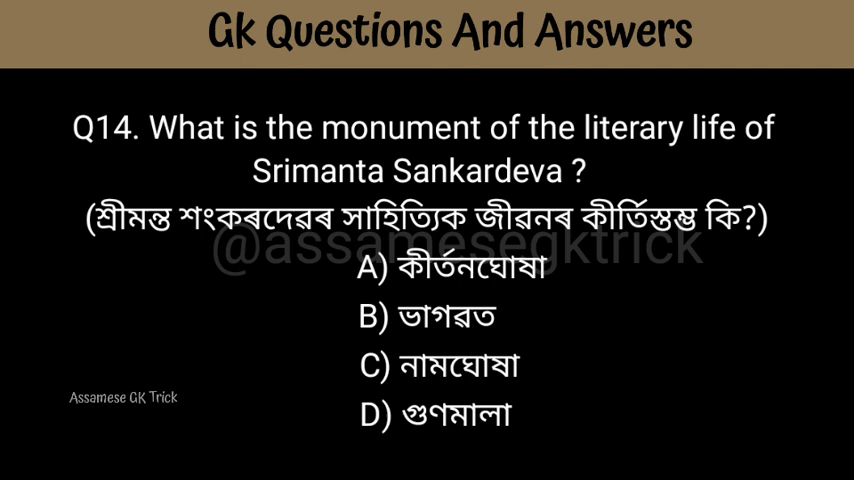 Gk Questions And Answers
Q14. What is the monument of the literary life of
Srimanta Sankardeva ?
(শ্ৰীমন্ত শংকৰদেৱৰ সাহিত্যিক জীৱনৰ কীৰ্তিস্তম্ভ কি?)
@assamesegktrick
A) কীৰ্তনঘোষা
B) ভাগৱত
C) নামঘোষা
Assamese GK Trick
D) গুণমালা